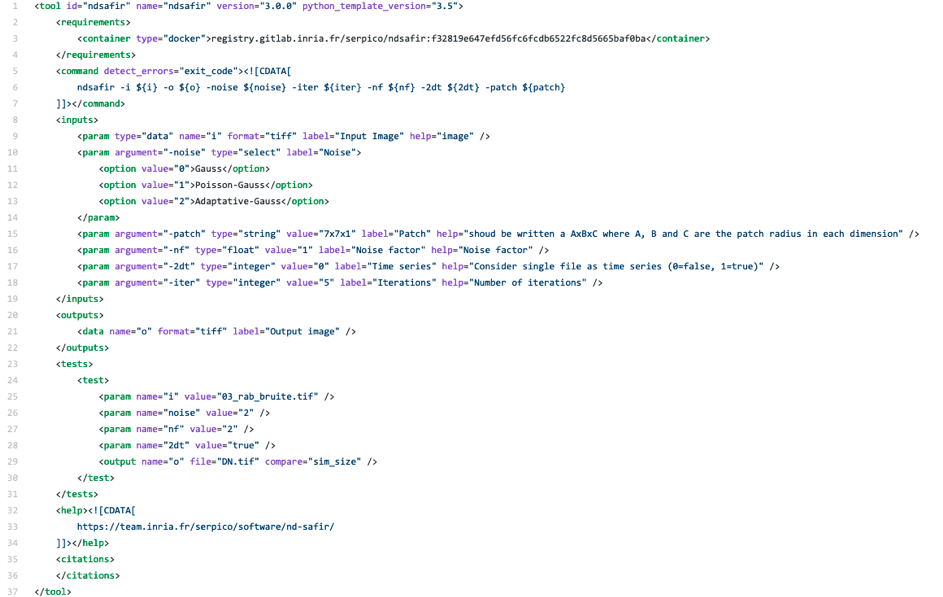 1 <tool id="ndsafir" name="ndsafir" version="3.0.0" python_template_version="3.5">
2 <requirements>
3 <container type="docker">registry.gitlab.inria.fr/serpico/ndsafir:f32819e647efd56fc6fcdb6522fc8d5665baf0ba</container>
4 </requirements>
5 <command detect_errors="exit_code"><![CDATA[
6 ndsafir -i ${i} -o ${o} -noise ${noise} -iter ${iter} -nf ${nf} -2dt ${2dt} -patch ${patch}
7 ]]></command>
8 <inputs>
9 <param type="data" name="i" format="tiff" label="Input Image" help="image" />
10 <param argument="-noise" type="select" label="Noise">
11 <option value="0">Gauss</option>
12 <option value="1">Poisson-Gauss</option>
13 <option value="2">Adaptative-Gauss</option>
14 </param>
15 <param argument="-patch" type="string" value="7x7x1" label="Patch" help="shoud be written a AxBxC where A, B and C are the patch radius in each dimension" />
16 <param argument="-nf" type="float" value="1" label="Noise factor" help="Noise factor" />
17 <param argument="-2dt" type="integer" value="0" label="Time series" help="Consider single file as time series (0=false, 1=true)" />
18 <param argument="-iter" type="integer" value="5" label="Iterations" help="Number of iterations" />
19 </inputs>
20 <outputs>
21 <data name="o" format="tiff" label="Output image" />
22 </outputs>
23 <tests>
24 <test>
25 <param name="i" value="03_rab_bruite.tif" />
26 <param name="noise" value="2" />
27 <param name="nf" value="2" />
28 <param name="2dt" value="true" />
29 <output name="o" file="DN.tif" compare="sim_size" />
30 </test>
31 </tests>
32 <help><![CDATA[
33 https://team.inria.fr/serpico/software/nd-safir/
34 ]]></help>
35 <citations>
36 </citations>
37 </tool>